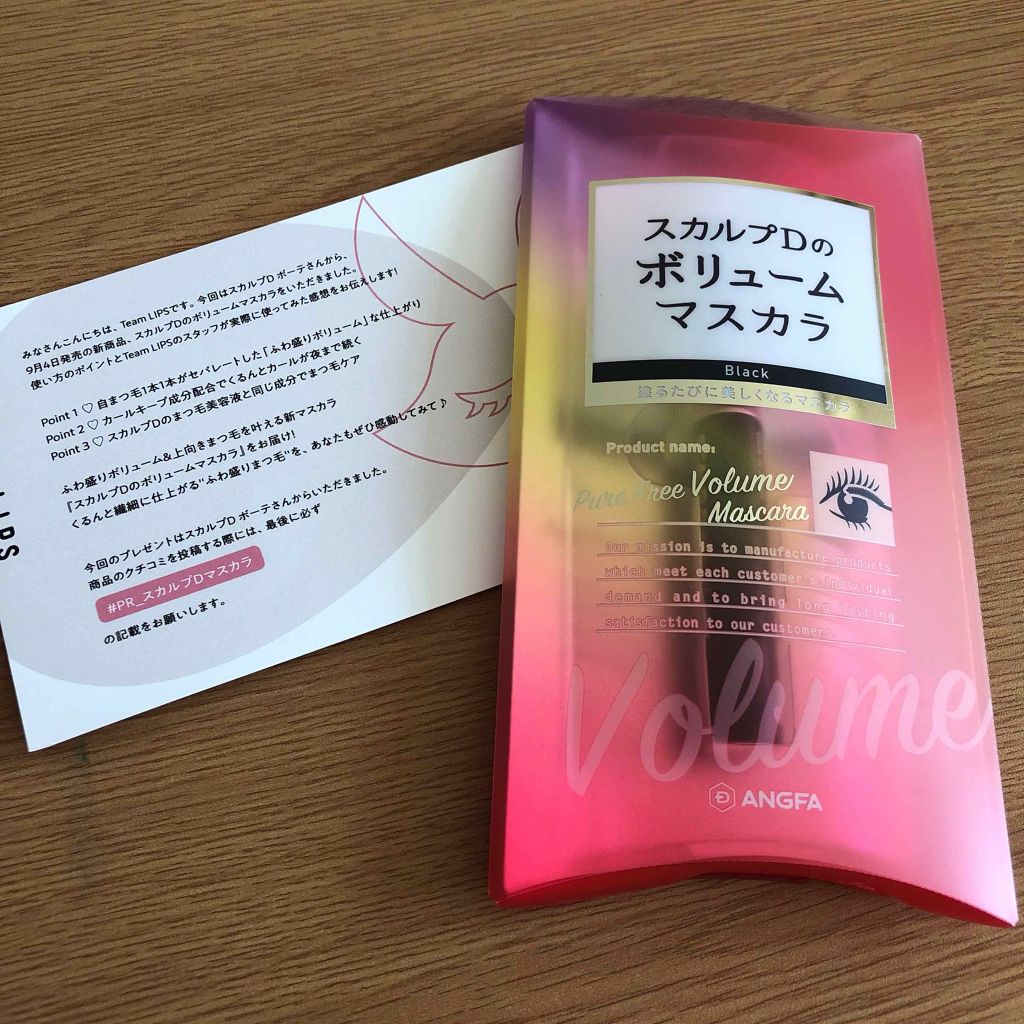 みなさんこんにちは、Team LIPSです。今回はスカルプD ボーテさんから、
9月4日発売の新商品、スカルプDのボリュームマスカラをいただきました。
使い方のポイントとTeam LIPSのスタッフが実際に使ってみた感想をお伝えします!
Point 1 ♡ 自まつ毛1本1本がセパレートした「ふわ盛りボリューム」な仕上がり
Point 2 ♡ カールキープ成分配合でくるんとカールが夜まで続く
Point 3 ♡ スカルプDのまつ毛美容液と同じ成分でまつ毛ケア
ふわ盛りボリューム&上向きまつ毛を叶える新マスカラ
『スカルプDのボリュームマスカラ』をお届け!
くるんと繊細に仕上がる"ふわ盛りまつ毛"を、あなたもぜひ感動してみて♪
今回のプレゼントはスカルプD ボーテさんからいただきました。
商品のクチコミを投稿する際には、最後に必ず
#PR_スカルプDマスカラ
の記載をお願いします。
LIPS
スカルプDの
ボリューム
マスカラ
Black
塗るたびに美しくなるマスカラ
Product name:
Pure Free Volume
Mascara
Our mission is to manufacture products
which meet each customer's individual
demand and to bring long lasting
satisfaction to our customers.
Volume
ANGFA